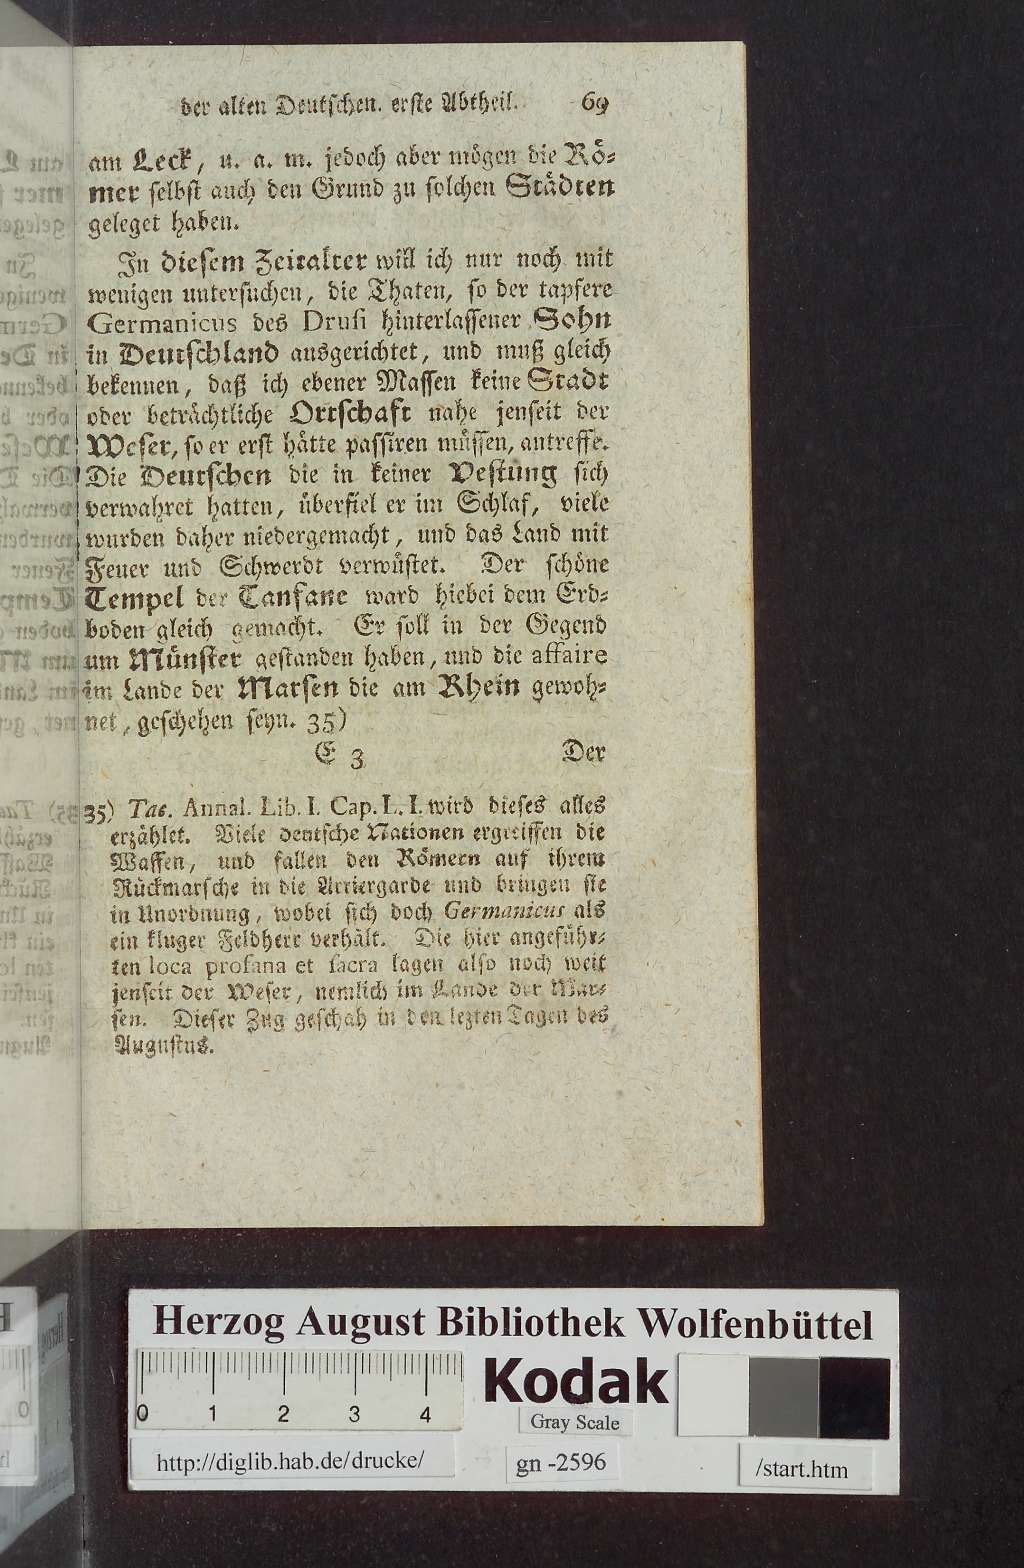 der alten Deutschen. erste Abtheil. 69
am Leck, u. a. m. jedoch aber mögen die Rö-
mer selbst auch den Grund zu solchen Städten
geleget haben.
In diesem Zeitalter will ich nur noch mit
wenigen untersuchen, die Thaten, so der tapfere
Germanicus des Drusi hinterlassener Sohn
in Deutschland ausgerichtet, und muß gleich
bekennen, daß ich ebener Massen keine Stadt
oder beträchtliche Ortschaft nahe jenseit der
Weser, so er erst hätte passiren müssen, antreffe.
Die Deutschen die in keiner Vestung sich
verwahret hatten, überfiel er im Schlaf, viele
wurden daher niedergemacht, und das Land mit
Feuer und Schwerdt verwüstet. Der schöne
Tempel der Tanfane ward hiebei dem Erd-
boden gleich gemacht. Er soll in der Gegend
um Münster gestanden haben, und die affaire
im Lande der Marsen die am Rhein gewoh-
net, geschehen seyn. 35)
E 3 Der
35) Tac. Annal. Lib. I. Cap. L. I. wird dieses alles
erzählet. Viele deutsche Nationen ergreiffen die
Waffen, und fallen den Römern auf ihrem
Rückmarsche in die Arriergarde und bringen sie
in Unordnung, wobei sich doch Germanicus als
ein kluger Feldherr verhält. Die hier angeführ-
ten loca profana et sacra lagen also noch weit
jenseit der Weser, nemlich im Lande der Mar-
sen. Dieser Zug geschah in den lezten Tagen des
Augustus.
Herzog August Bibliothek Wolfenbüttel
0 1 2 3 4
Kodak
Gray Scale
http://diglib.hab.de/drucke/
gn -2596
/start.htm